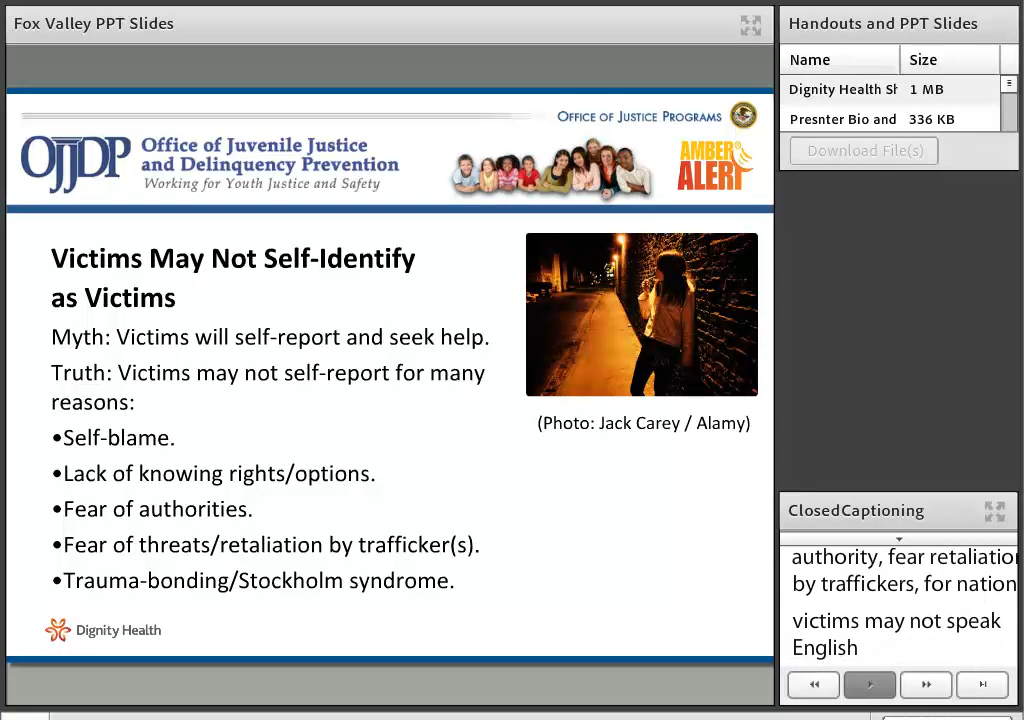 Fox Valley PPT Slides
OFFICE OF JUSTICE PROGRAMS
OJJDP
Office of Juvenile Justice
and Delinquency Prevention
Working for Youth Justice and Safety
AMBER
ALERT
Victims May Not Self-Identify
as Victims
Myth: Victims will self-report and seek help.
Truth: Victims may not self-report for many
reasons:
•Self-blame.
•Lack of knowing rights/options.
•Fear of authorities.
•Fear of threats/retaliation by trafficker(s).
•Trauma-bonding/Stockholm syndrome.
(Photo: Jack Carey / Alamy)
Dignity Health
Handouts and PPT Slides
Name Size
Dignity Health Sh 1 MB
Presnter Bio and 336 KB
Download File(s)
ClosedCaptioning
authority, fear retaliation
by traffickers, for nation
victims may not speak
English